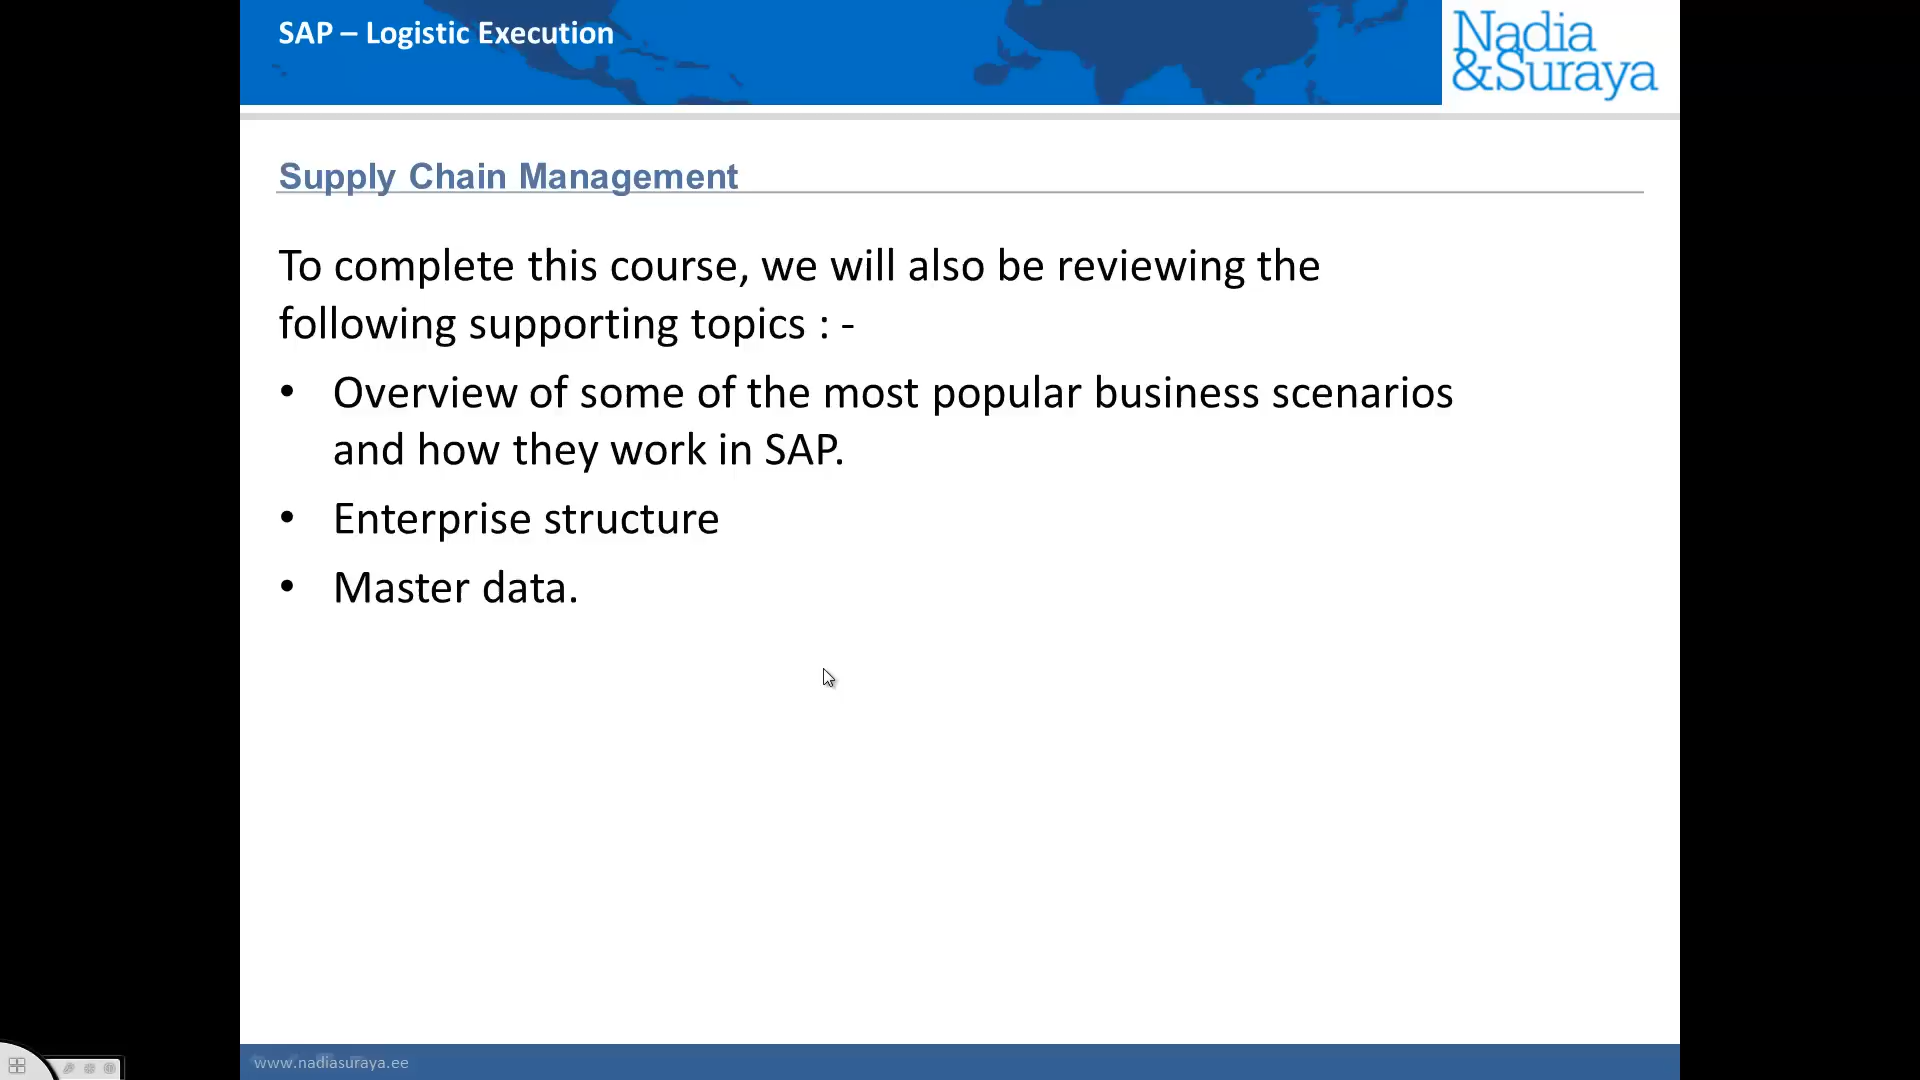 SAP – Logistic Execution
Nadia
&Suraya
Supply Chain Management
To complete this course, we will also be reviewing the
following supporting topics : -
• Overview of some of the most popular business scenarios
and how they work in SAP.
• Enterprise structure
• Master data.
www.nadiasuraya.ee